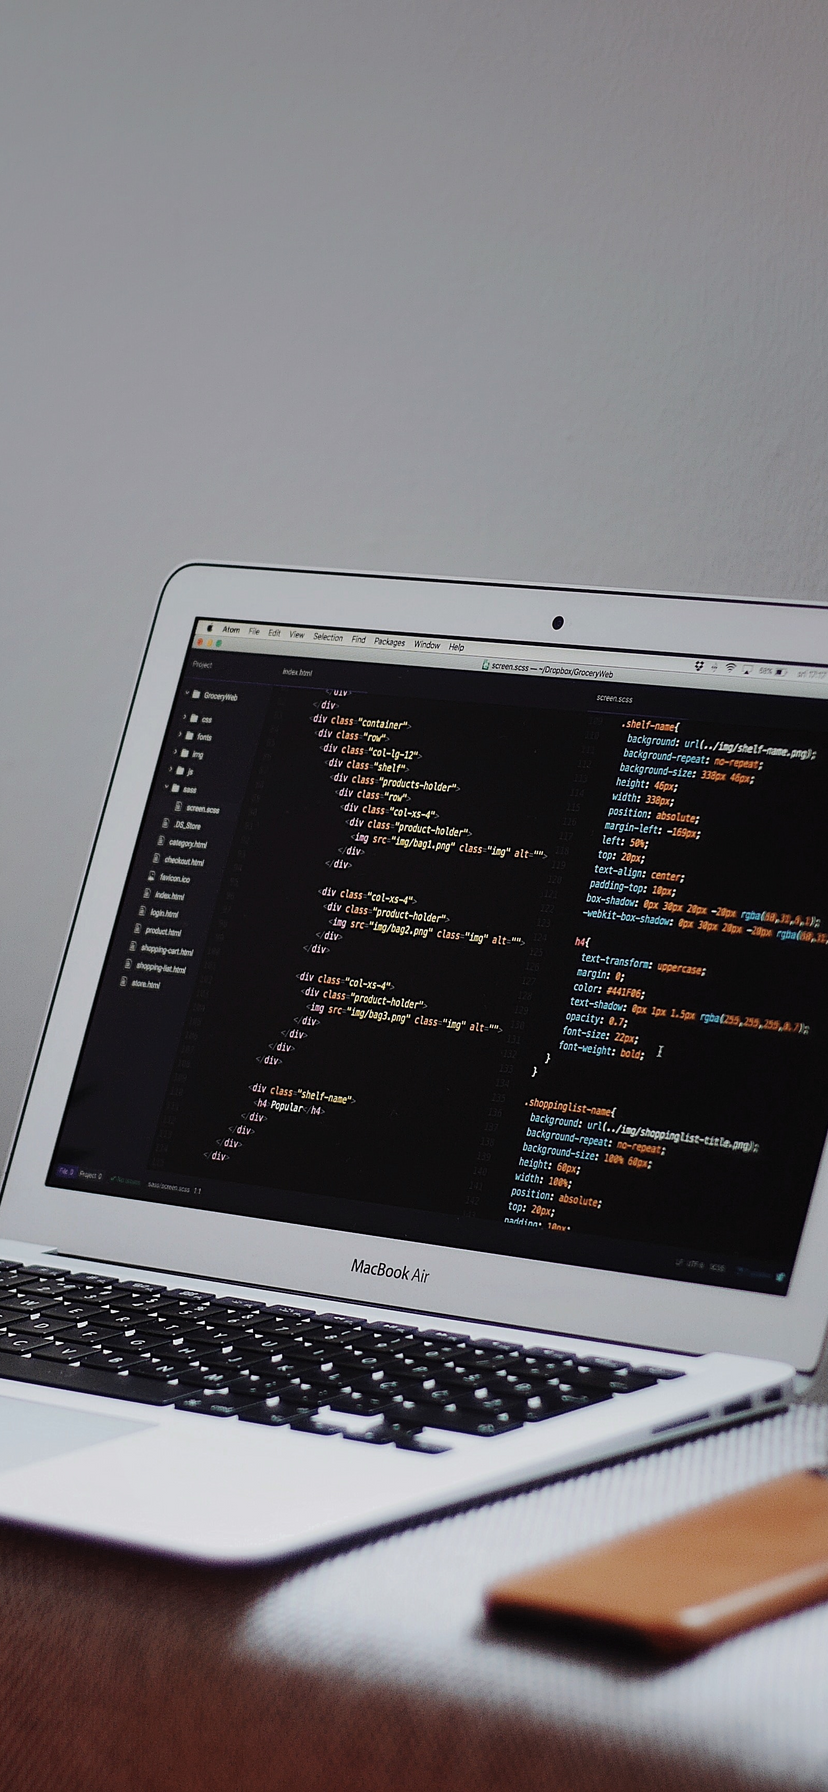 Atom File Edit View Selection Find Packages Window Help
screen.scss — ~/Dropbox/GroceryWeb
Project
GroceryWeb
css
fonts
img
js
sass
screen.scss
.DS_Store
category.html
checkout.html
favicon.ico
index.html
login.html
product.html
shopping-cart.html
shopping-list.html
store.html
index.html
</div>
</div>
<div class="container">
<div class="row">
<div class="col-lg-12">
<div class="shelf">
<div class="products-holder">
<div class="row">
<div class="col-xs-4">
<div class="product-holder">
<img src="img/bag1.png" class="img" alt="">
</div>
</div>
<div class="col-xs-4">
<div class="product-holder">
<img src="img/bag2.png" class="img" alt="">
</div>
</div>
<div class="col-xs-4">
<div class="product-holder">
<img src="img/bag3.png" class="img" alt="">
</div>
</div>
</div>
</div>
<div class="shelf-name">
<h4>Popular</h4>
</div>
</div>
</div>
</div>
screen.scss
.shelf-name{
background: url(../img/shelf-name.png);
background-repeat: no-repeat;
background-size: 338px 46px;
height: 46px;
width: 338px;
position: absolute;
margin-left: -169px;
left: 50%;
top: 20px;
text-align: center;
padding-top: 10px;
box-shadow: 0px 30px 20px -20px rgba(
-webkit-box-shadow: 0px 30px 20px -20px rgba(
h4{
text-transform: uppercase;
margin: 0;
color: #441F06;
text-shadow: 0px 1px 1.5px rgba(255,255,255,0.7);
opacity: 0.7;
font-size: 22px;
font-weight: bold;
}
}
.shoppinglist-name{
background: url(../img/shoppinglist-title.png);
background-repeat: no-repeat;
background-size: 100% 60px;
height: 60px;
width: 100%;
position: absolute;
top: 20px;
padding: 10px;
File 0 Project 0 sass/screen.scss 1:1
MacBook Air